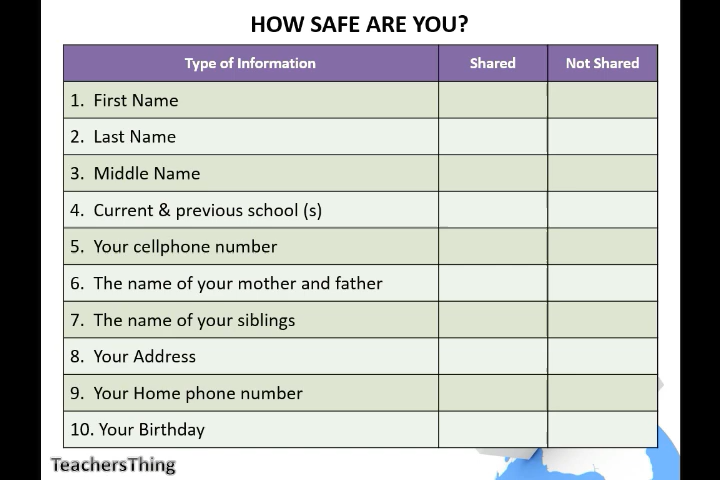 HOW SAFE ARE YOU?
Type of Information Shared Not Shared
1. First Name
2. Last Name
3. Middle Name
4. Current & previous school (s)
5. Your cellphone number
6. The name of your mother and father
7. The name of your siblings
8. Your Address
9. Your Home phone number
10. Your Birthday
TeachersThing